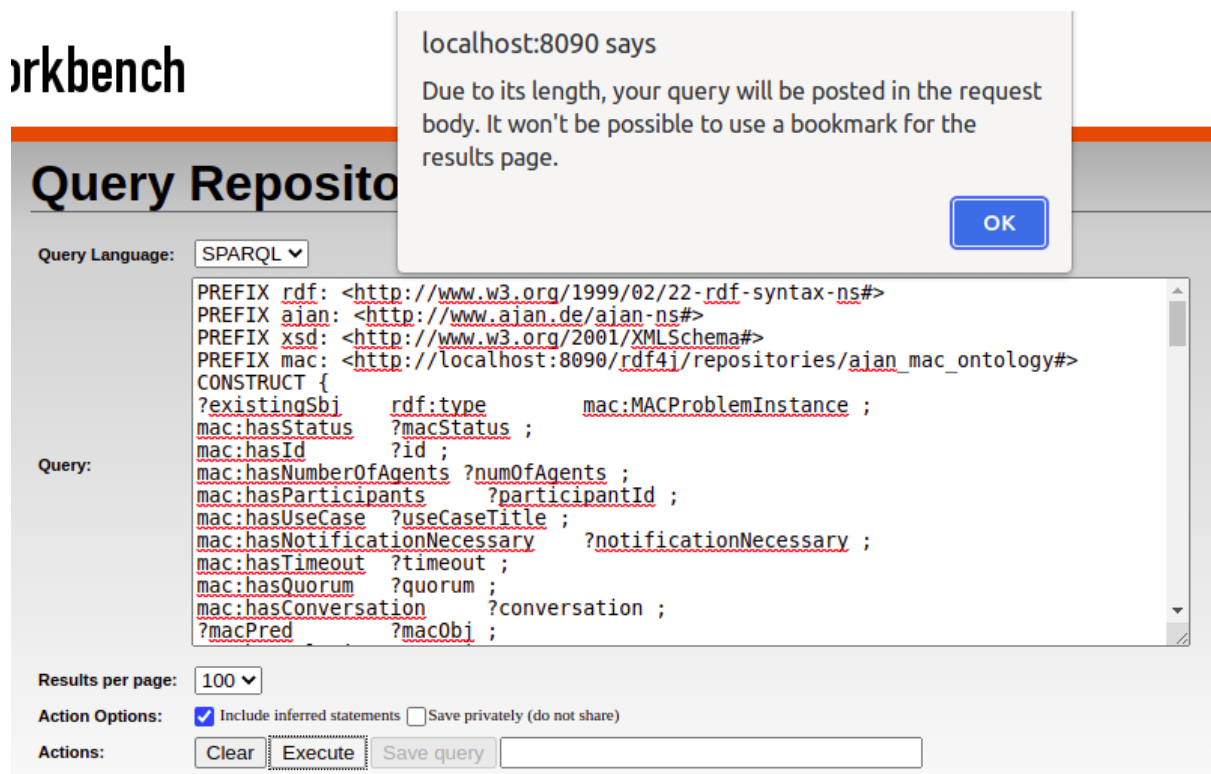 localhost:8090 says
Due to its length, your query will be posted in the request
body. It won't be possible to use a bookmark for the
results page.
OK
orkbench
Query Reposito
Query Language:
SPARQL
Query:
PREFIX rdf: <http://www.w3.org/1999/02/22-rdf-syntax-ns#>
PREFIX ajan: <http://www.ajan.de/ajan-ns#>
PREFIX xsd: <http://www.w3.org/2001/XMLSchema#>
PREFIX mac: <http://localhost:8090/rdf4j/repositories/ajan_mac_ontology#>
CONSTRUCT {
?existingSbj rdf:type mac:MACProblemInstance ;
mac:hasStatus ?macStatus ;
mac:hasId ?id ;
mac:hasNumberOfAgents ?numOfAgents ;
mac:hasParticipants ?participantId ;
mac:hasUseCase ?useCaseTitle ;
mac:hasNotificationNecessary ?notificationNecessary ;
mac:hasTimeout ?timeout ;
mac:hasQuorum ?quorum ;
mac:hasConversation ?conversation ;
?macPred ?macObj ;
Results per page:
100
Action Options:
Include inferred statements
Save privately (do not share)
Actions:
Clear
Execute
Save query